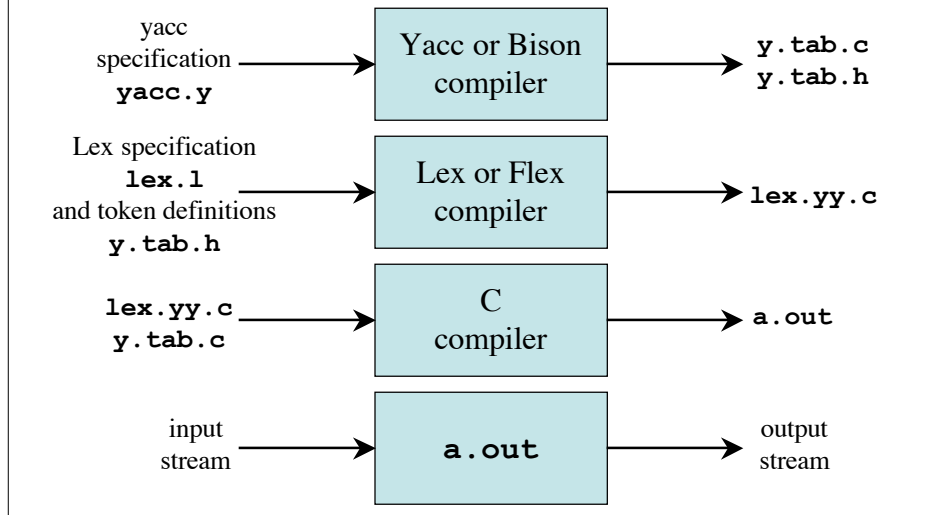 yacc
specification
yacc.y
Yacc or Bison
compiler
y.tab.c
y.tab.h
Lex specification
lex.l
and token definitions
y.tab.h
Lex or Flex
compiler
lex.yy.c
lex.yy.c
y.tab.c
C
compiler
a.out
input
stream
a.out
output
stream